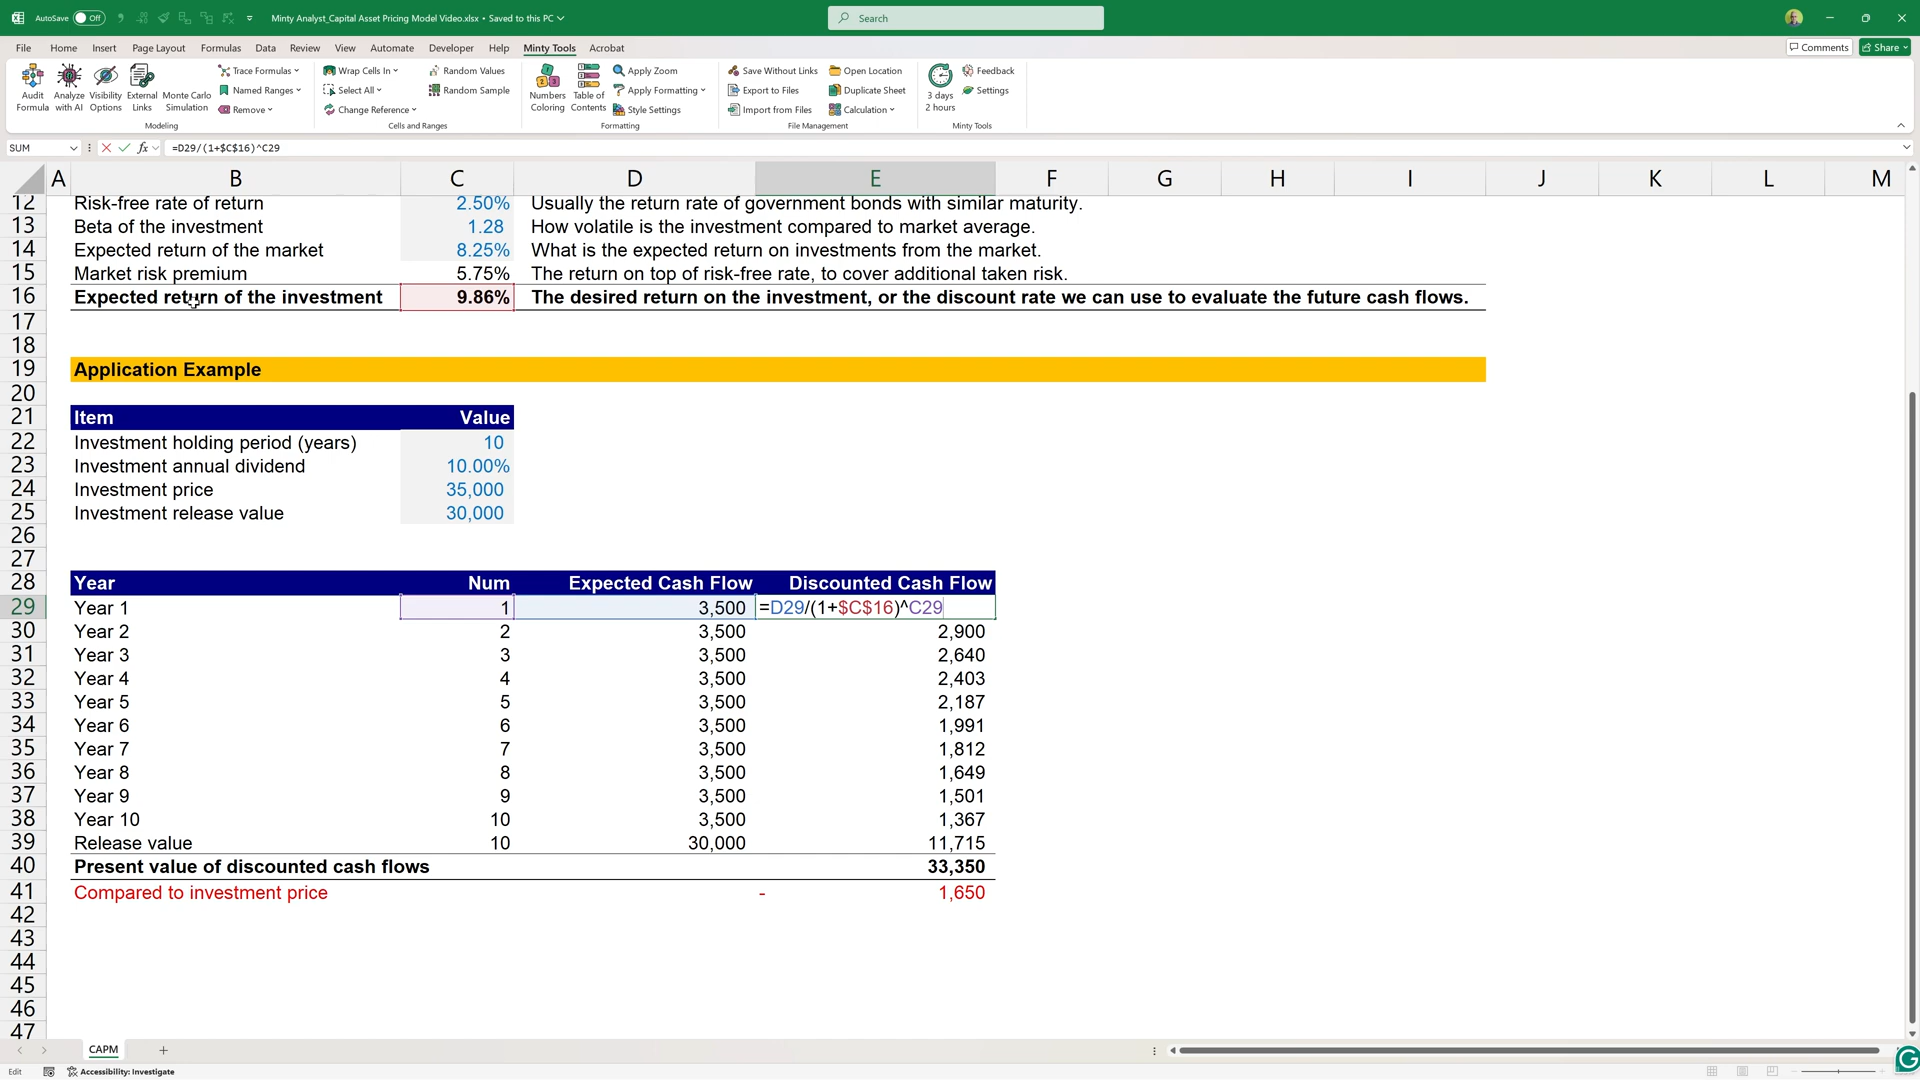 AutoSave Off Minty Analyst_Capital Asset Pricing Model Video.xlsx • Saved to this PC Search
File Home Insert Page Layout Formulas Data Review View Automate Developer Help Minty Tools Acrobat Comments Share
Audit Formula Analyze with AI Visibility Options External Links Monte Carlo Simulation Trace Formulas Named Ranges Remove
Wrap Cells In Select All Change Reference Random Values Random Sample
Numbers Coloring Table of Contents Apply Zoom Apply Formatting Style Settings
Save Without Links Export to Files Import from Files Open Location Duplicate Sheet Calculation
3 days 2 hours Feedback Settings
Modeling Cells and Ranges Formatting File Management Minty Tools
SUM fx =D29/(1+$C$16)^C29
A B C D E F G H I J K L M
12 Risk-free rate of return 2.50% Usually the return rate of government bonds with similar maturity.
13 Beta of the investment 1.28 How volatile is the investment compared to market average.
14 Expected return of the market 8.25% What is the expected return on investments from the market.
15 Market risk premium 5.75% The return on top of risk-free rate, to cover additional taken risk.
16 Expected return of the investment 9.86% The desired return on the investment, or the discount rate we can use to evaluate the future cash flows.
17
18
19 Application Example
20
21 Item Value
22 Investment holding period (years) 10
23 Investment annual dividend 10.00%
24 Investment price 35,000
25 Investment release value 30,000
26
27
28 Year Num Expected Cash Flow Discounted Cash Flow
29 Year 1 1 3,500 =D29/(1+$C$16)^C29
30 Year 2 2 3,500 2,900
31 Year 3 3 3,500 2,640
32 Year 4 4 3,500 2,403
33 Year 5 5 3,500 2,187
34 Year 6 6 3,500 1,991
35 Year 7 7 3,500 1,812
36 Year 8 8 3,500 1,649
37 Year 9 9 3,500 1,501
38 Year 10 10 3,500 1,367
39 Release value 10 30,000 11,715
40 Present value of discounted cash flows 33,350
41 Compared to investment price - 1,650
42
43
44
45
46
47
CAPM
Edit Accessibility: Investigate